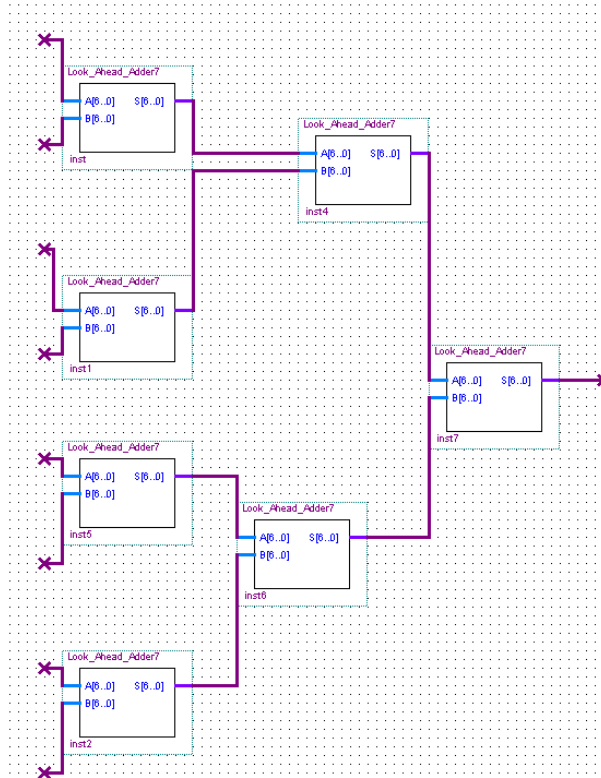 Look_Ahead_Adder7
A[6..0] S[6..0]
B[6..0]
inst
Look_Ahead_Adder7
A[6..0] S[6..0]
B[6..0]
inst4
Look_Ahead_Adder7
A[6..0] S[6..0]
B[6..0]
inst1
Look_Ahead_Adder7
A[6..0] S[6..0]
B[6..0]
inst7
Look_Ahead_Adder7
A[6..0] S[6..0]
B[6..0]
inst5
Look_Ahead_Adder7
A[6..0] S[6..0]
B[6..0]
inst6
Look_Ahead_Adder7
A[6..0] S[6..0]
B[6..0]
inst2